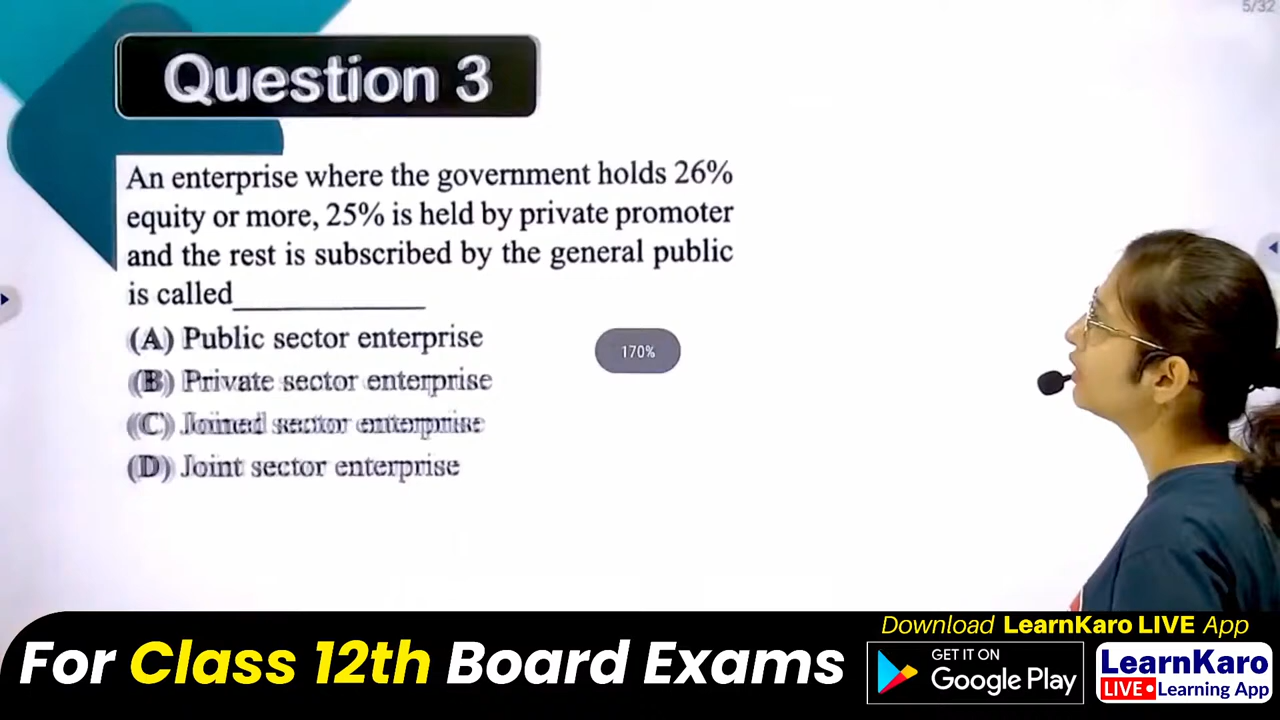 5/32
Question 3
An enterprise where the government holds 26%
equity or more, 25% is held by private promoter
and the rest is subscribed by the general public
is called____________
(A) Public sector enterprise
170%
(B) Private sector enterprise
(C) Joined sector enterprise
(D) Joint sector enterprise
For Class 12th Board Exams
Download LearnKaro LIVE App
GET IT ON
Google Play
LearnKaro
LIVE Learning App